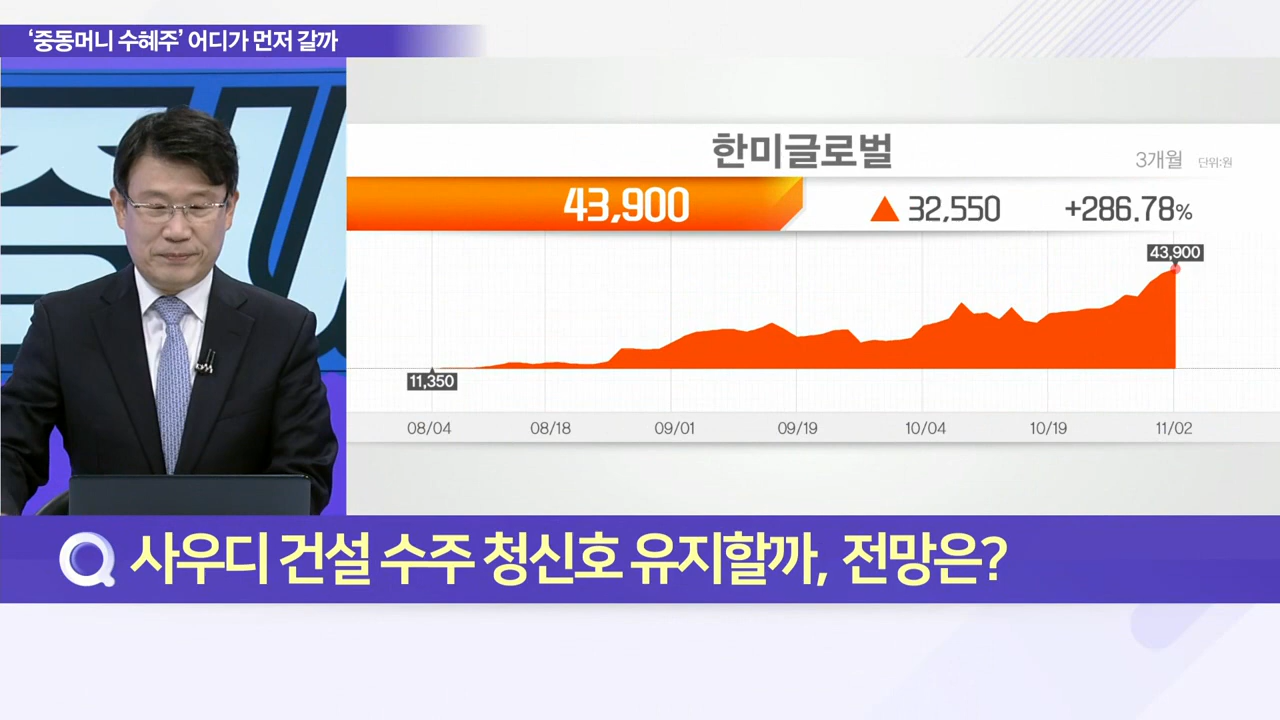 ‘중동머니 수혜주’ 어디가 먼저 갈까
한미글로벌
3개월 단위:원
43,900 ▲ 32,550 +286.78%
43,900
11,350
08/04 08/18 09/01 09/19 10/04 10/19 11/02
Q 사우디 건설 수주 청신호 유지할까, 전망은?